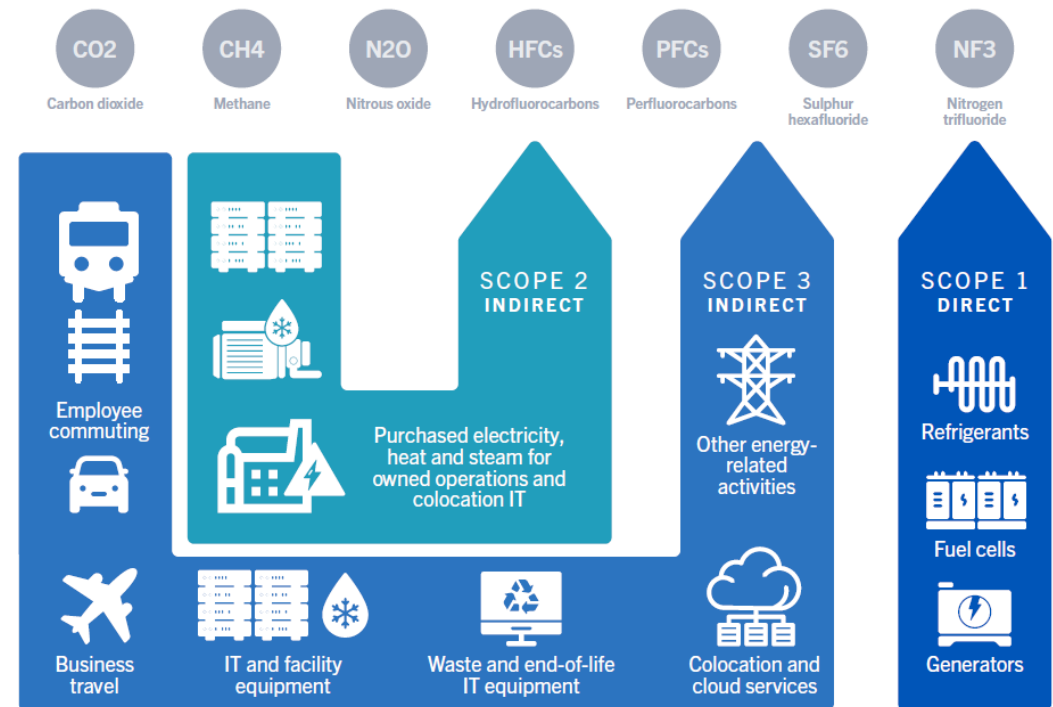 CO2
CH4
N2O
HFCs
PFCs
SF6
NF3
Carbon dioxide
Methane
Nitrous oxide
Hydrofluorocarbons
Perfluorocarbons
Sulphur
hexafluoride
Nitrogen
trifluoride
SCOPE 2
INDIRECT
SCOPE 3
INDIRECT
SCOPE 1
DIRECT
Employee
commuting
Purchased electricity,
heat and steam for
owned operations and
colocation IT
Other energy-
related
activities
Refrigerants
Fuel cells
Business
travel
IT and facility
equipment
Waste and end-of-life
IT equipment
Colocation and
cloud services
Generators